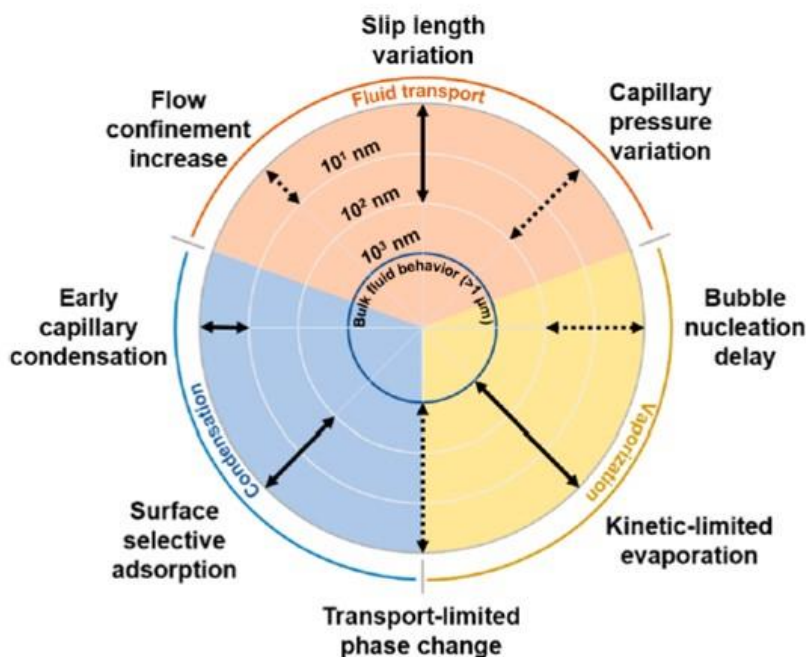 Slip length
variation
Fluid transport
Flow
confinement
increase
Capillary
pressure
variation
10¹ nm
10² nm
10³ nm
Bulk fluid behavior (>1 μm)
Early
capillary
condensation
Bubble
nucleation
delay
Condensation
Vaporization
Surface
selective
adsorption
Kinetic-limited
evaporation
Transport-limited
phase change